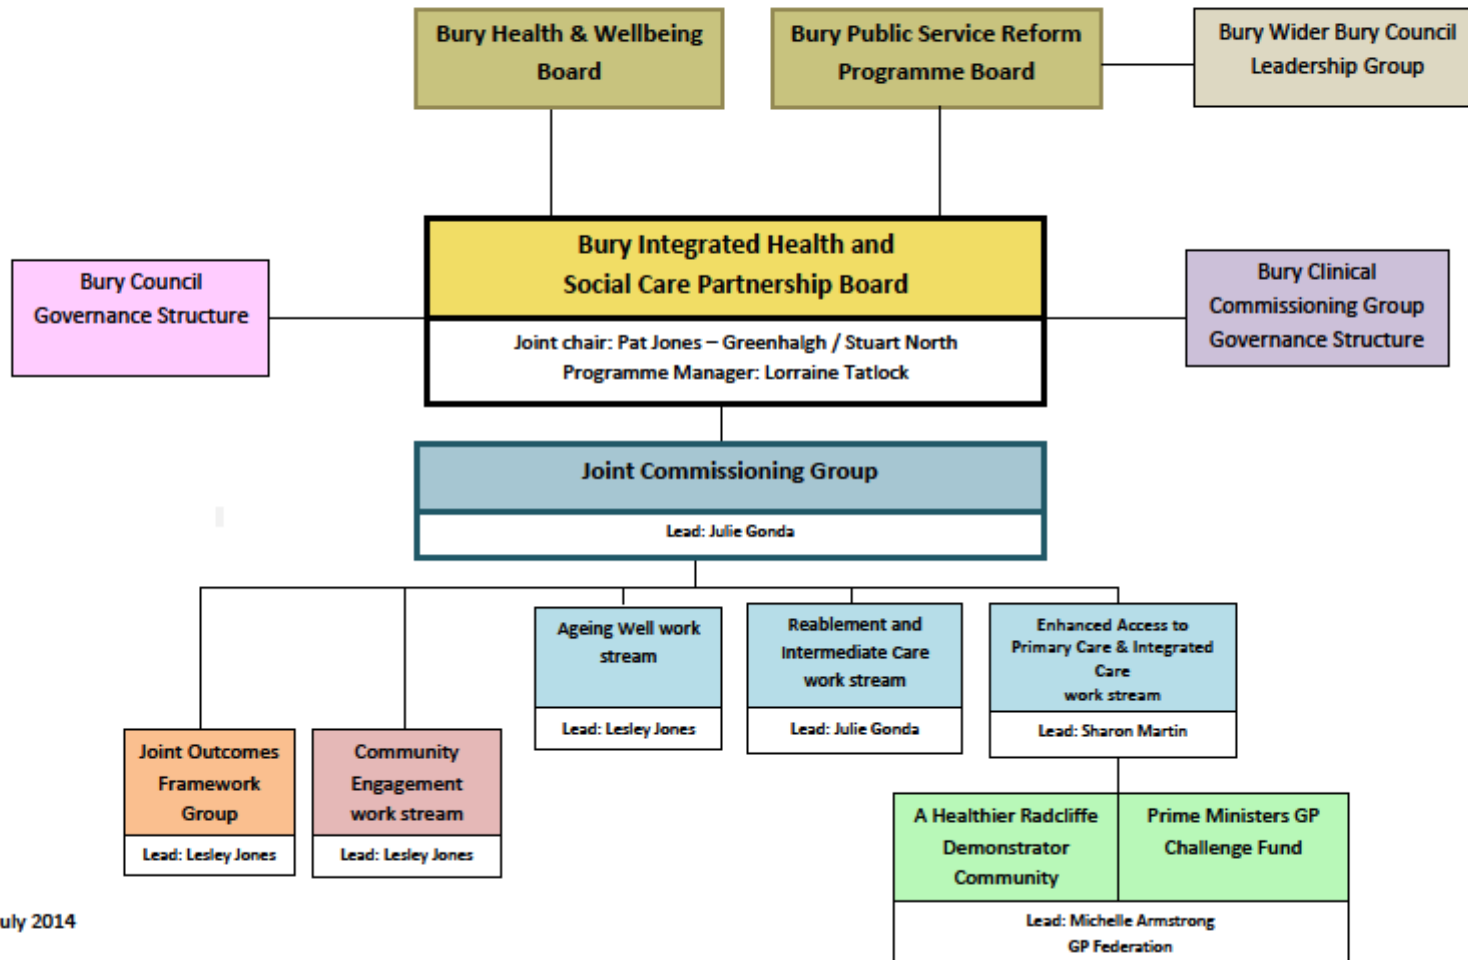 Bury Health & Wellbeing
Board
Bury Public Service Reform
Programme Board
Bury Wider Bury Council
Leadership Group
Bury Integrated Health and
Social Care Partnership Board
Joint chair: Pat Jones – Greenhalgh / Stuart North
Programme Manager: Lorraine Tatlock
Bury Council
Governance Structure
Bury Clinical
Commissioning Group
Governance Structure
Joint Commissioning Group
Lead: Julie Gonda
Ageing Well work
stream
Lead: Lesley Jones
Reablement and
Intermediate Care
work stream
Lead: Julie Gonda
Enhanced Access to
Primary Care & Integrated
Care
work stream
Lead: Sharon Martin
Joint Outcomes
Framework
Group
Lead: Lesley Jones
Community
Engagement
work stream
Lead: Lesley Jones
A Healthier Radcliffe
Demonstrator
Community
Prime Ministers GP
Challenge Fund
Lead: Michelle Armstrong
GP Federation
uly 2014